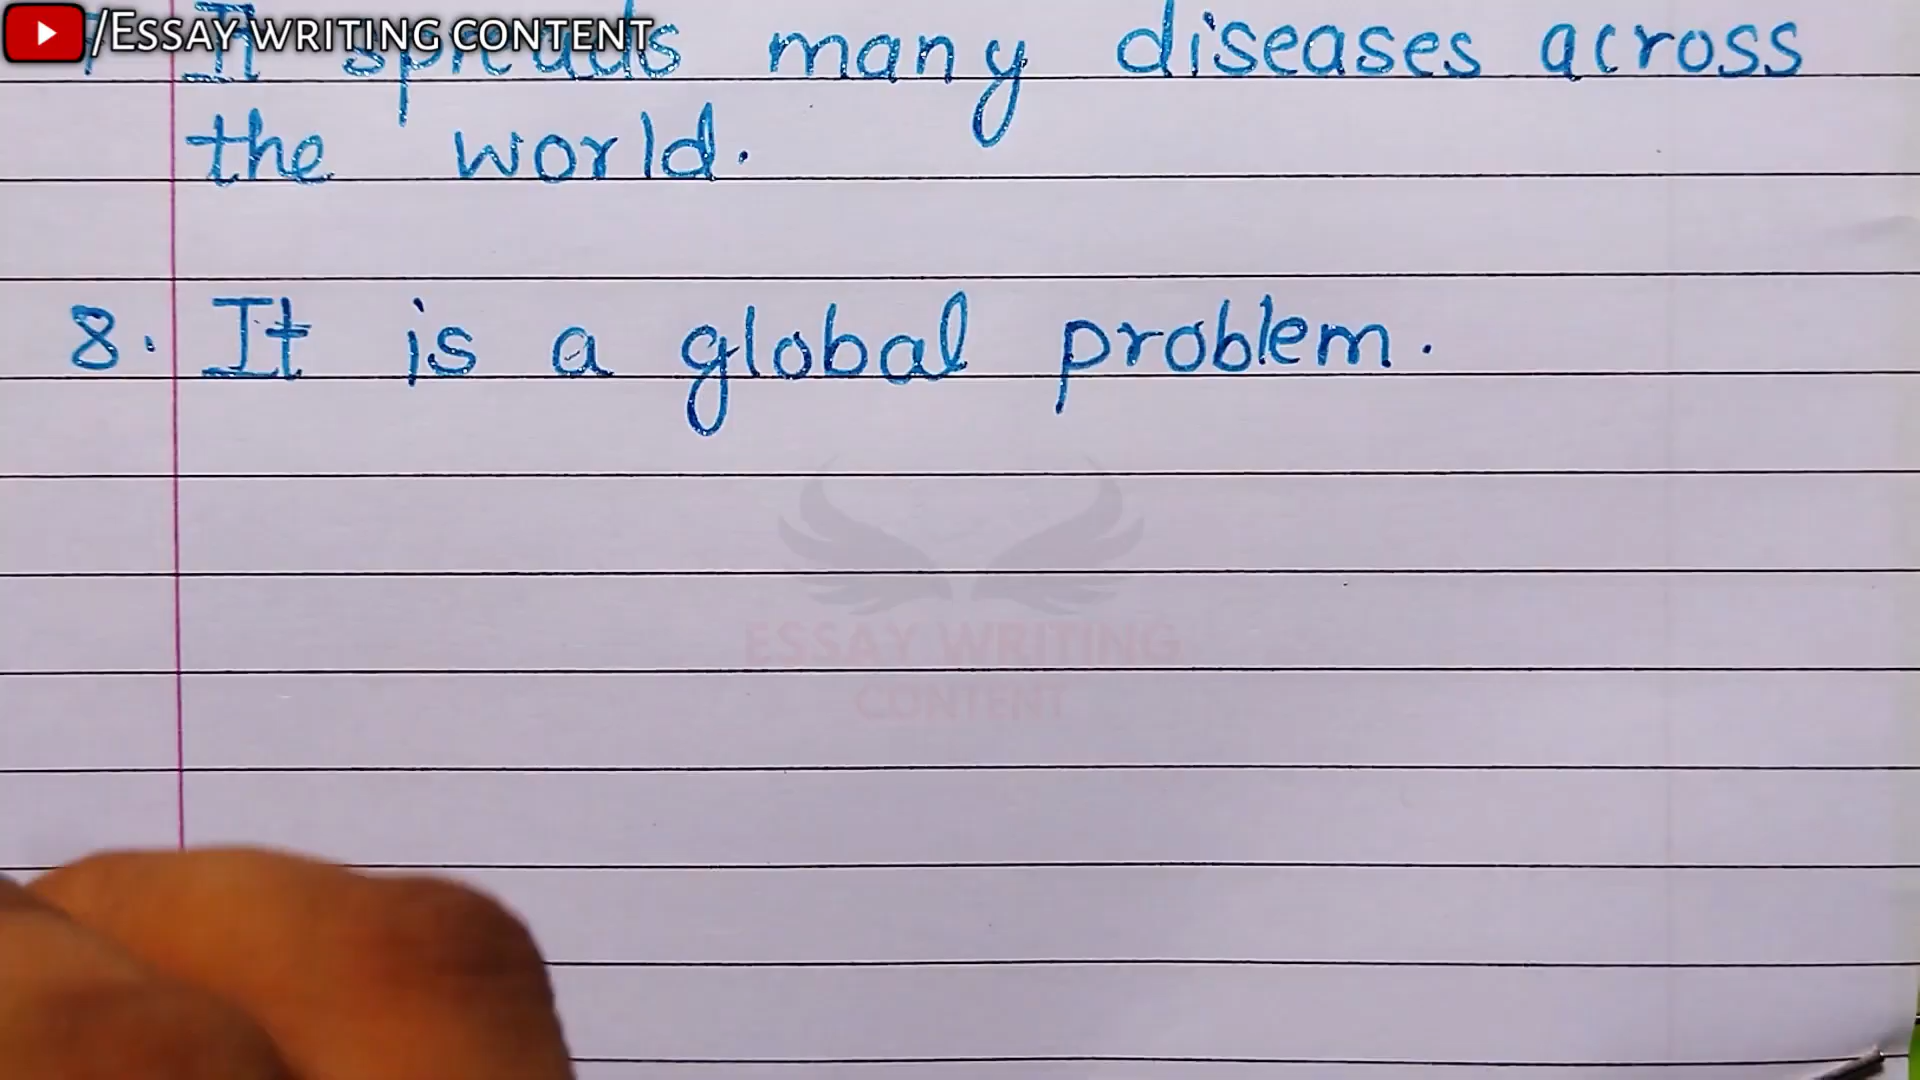 /ESSAY WRITING CONTENT
It spreads many diseases across
the world.
8. It is a global problem.
ESSAY WRITING
CONTENT